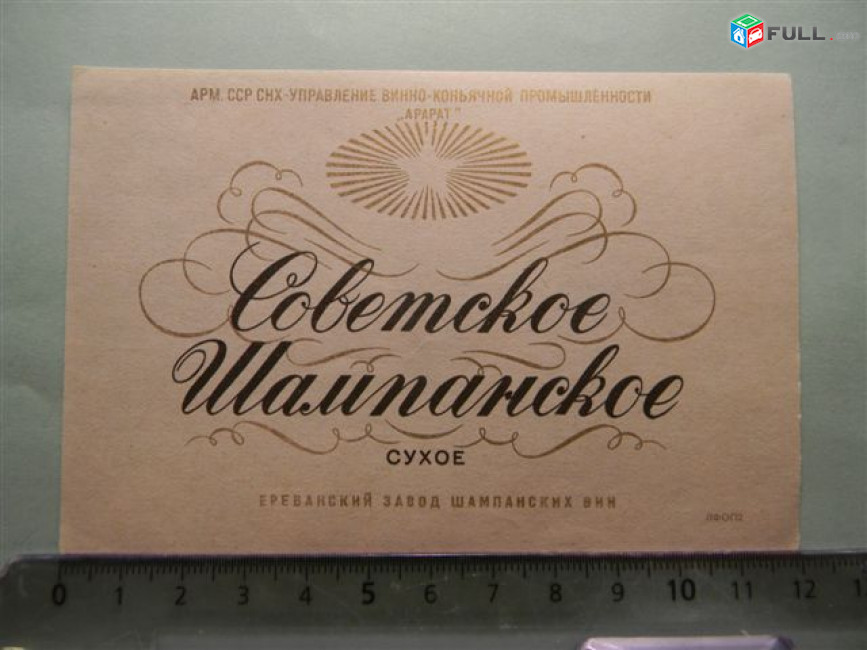 FULL.am
АРМ. ССР СНХ-УПРАВЛЕНИЕ ВИННО-КОНЬЯЧНОЙ ПРОМЫШЛЕННОСТИ
„АРАРАТ"
Советское
Шампанское
СУХОЕ
ЕРЕВАНСКИЙ ЗАВОД ШАМПАНСКИХ ВИН
0 1 2 3 4 5 6 7 8 9 10 11 12